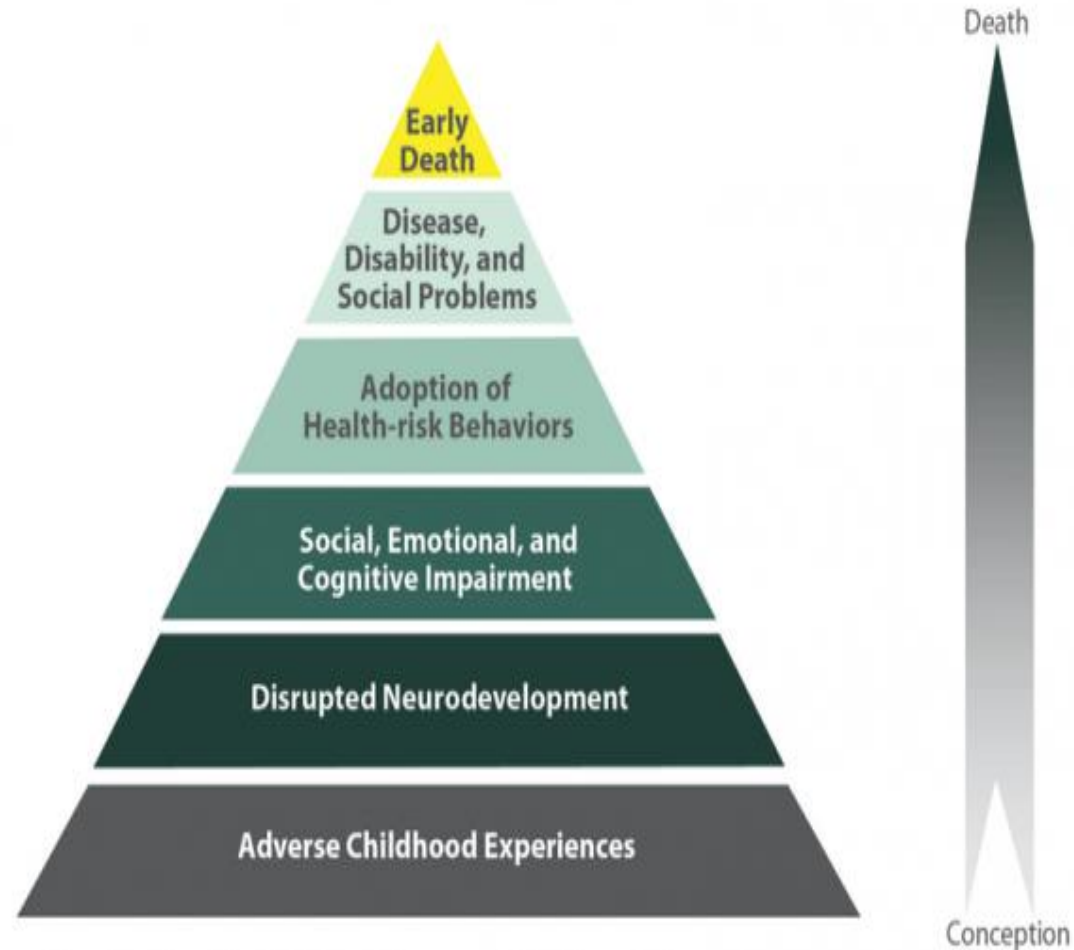 Death
Early
Death
Disease,
Disability, and
Social Problems
Adoption of
Health-risk Behaviors
Social, Emotional, and
Cognitive Impairment
Disrupted Neurodevelopment
Adverse Childhood Experiences
Conception